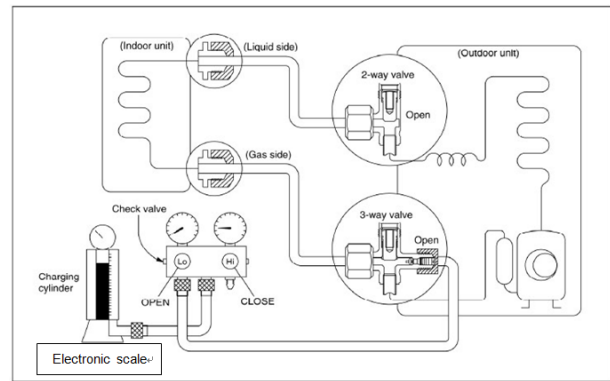 (Indoor unit)
(Liquid side)
(Outdoor unit)
2-way valve
Open
(Gas side)
3-way valve
Open
Check valve
Lo
Hi
Charging
cylinder
OPEN
CLOSE
Electronic scale